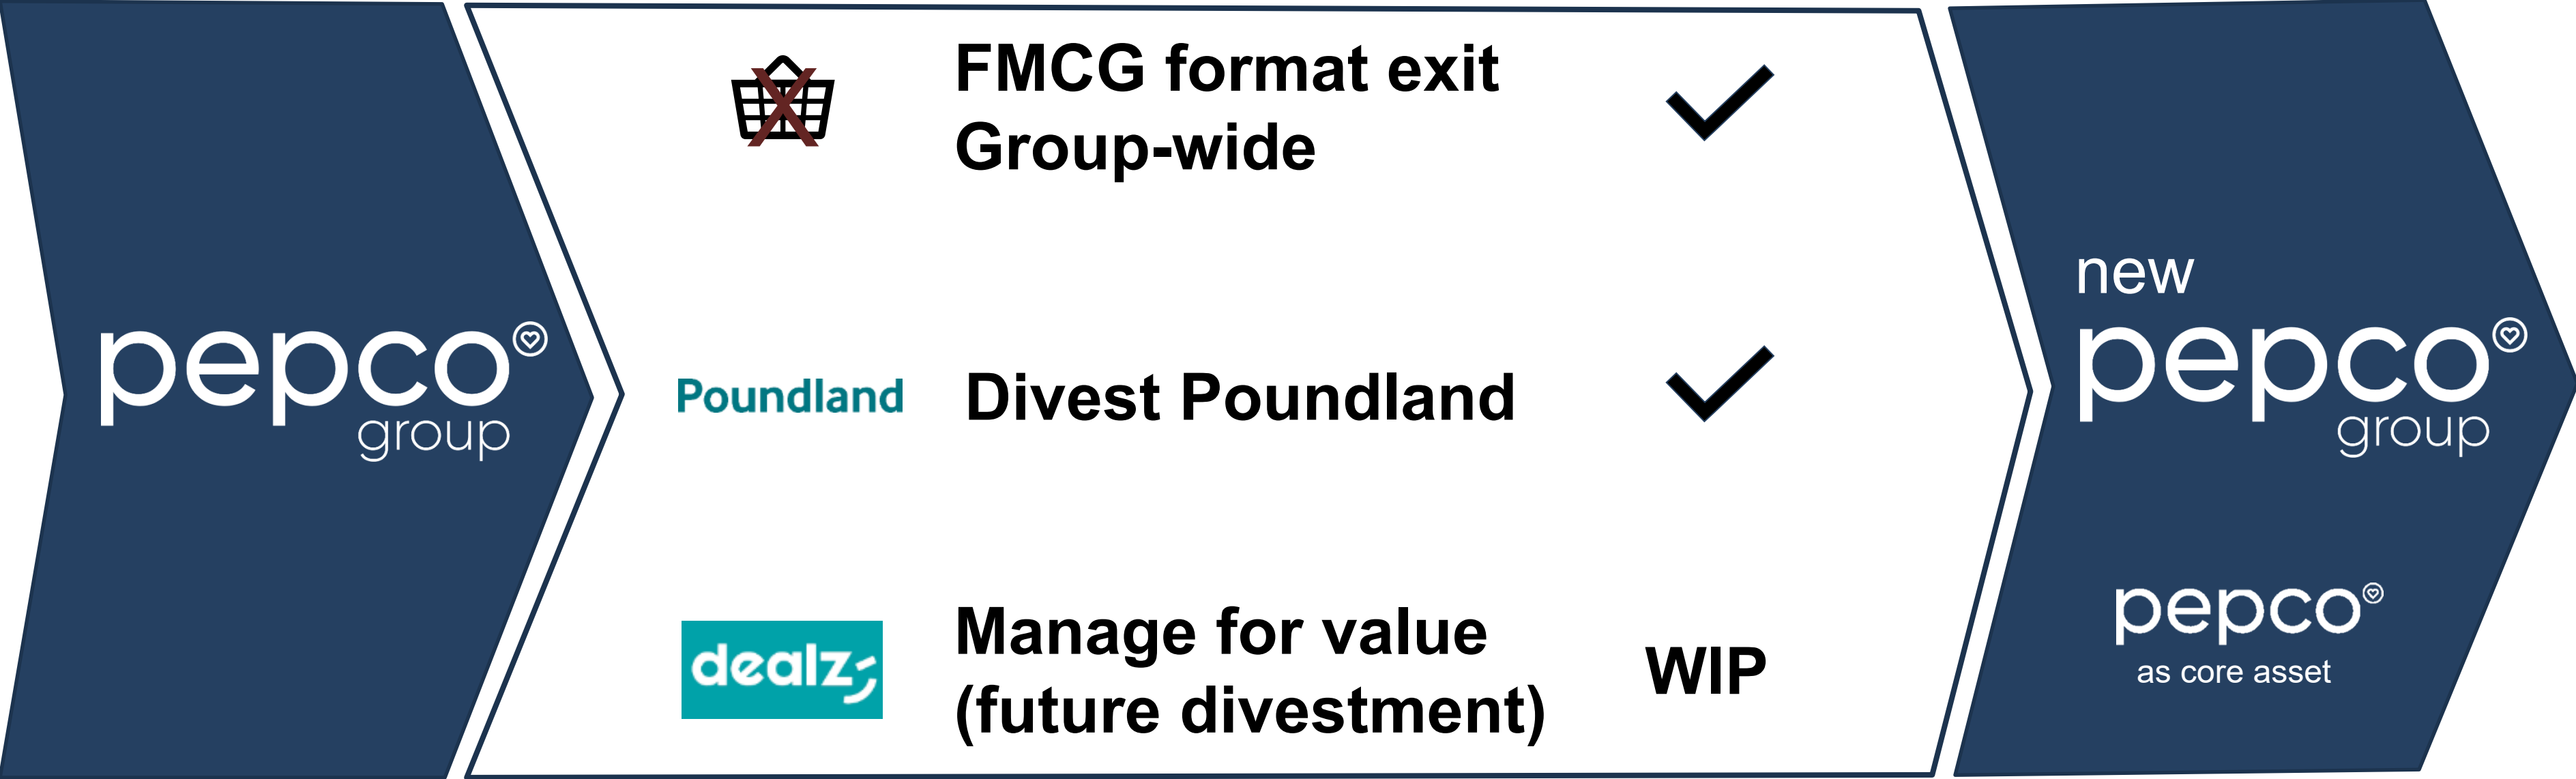 pepco
group
FMCG format exit
Group-wide
Poundland
Divest Poundland
dealz
Manage for value
(future divestment)
WIP
new
pepco
group
pepco
as core asset